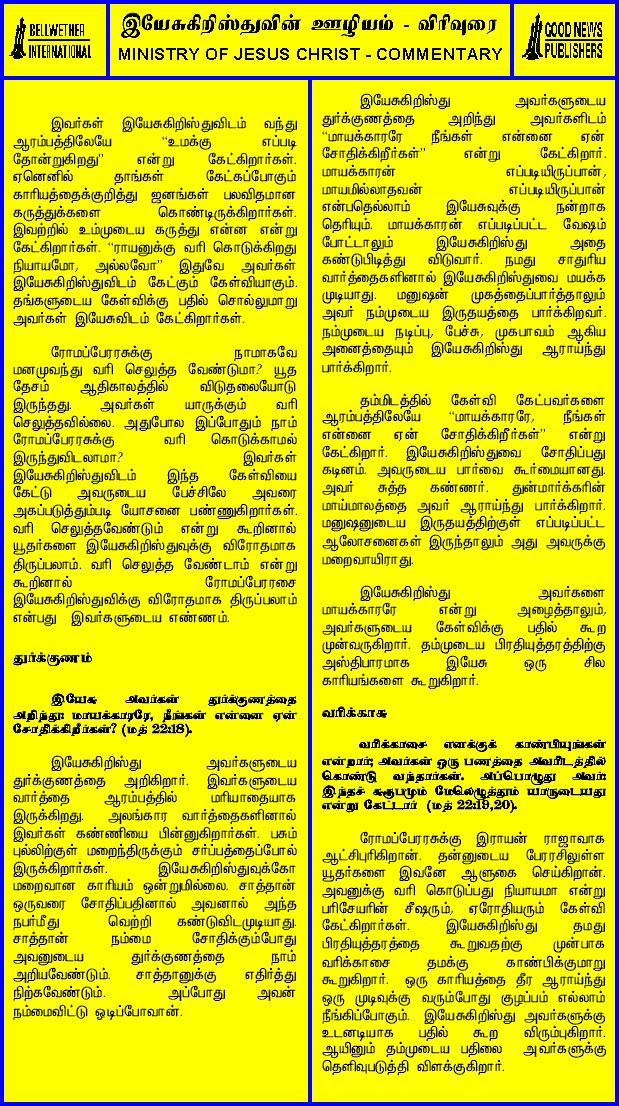 BELLWETHER
INTERNATIONAL
இயேசுகிறிஸ்துவின் ஊழியம் - விரிவுரை
MINISTRY OF JESUS CHRIST - COMMENTARY
GOOD NEWS
PUBLISHERS
இவர்கள் இயேசுகிறிஸ்துவிடம் வந்து
ஆரம்பத்திலேயே “உமக்கு எப்படி
தோன்றுகிறது” என்று கேட்கிறார்கள்.
ஏனெனில் தாங்கள் கேட்கப்போகும்
காரியத்தைக்குறித்து ஜனங்கள் பலவிதமான
கருத்துக்களை கொண்டிருக்கிறார்கள்.
இவற்றில் உம்முடைய கருத்து என்ன என்று
கேட்கிறார்கள். “ராயனுக்கு வரி கொடுக்கிறது
நியாயமோ, அல்லவோ” இதுவே அவர்கள்
இயேசுகிறிஸ்துவிடம் கேட்கும் கேள்வியாகும்.
தங்களுடைய கேள்விக்கு பதில் சொல்லுமாறு
அவர்கள் இயேசுவிடம் கேட்கிறார்கள்.
ரோமப்பேரரசுக்கு நாமாகவே
மனமுவந்து வரி செலுத்த வேண்டுமா? யூத
தேசம் ஆதிகாலத்தில் விடுதலையோடு
இருந்தது. அவர்கள் யாருக்கும் வரி
செலுத்தவில்லை. அதுபோல இப்போதும் நாம்
ரோமப்பேரரசுக்கு வரி கொடுக்காமல்
இருந்துவிடலாமா? இவர்கள்
இயேசுகிறிஸ்துவிடம் இந்த கேள்வியை
கேட்டு அவருடைய பேச்சிலே அவரை
அகப்படுத்தும்படி யோசனை பண்ணுகிறார்கள்.
வரி செலுத்தவேண்டும் என்று கூறினால்
யூதர்களை இயேசுகிறிஸ்துவுக்கு விரோதமாக
திருப்பலாம். வரி செலுத்த வேண்டாம் என்று
கூறினால் ரோமப்பேரரசை
இயேசுகிறிஸ்துவிக்கு விரோதமாக திருப்பலாம்
என்பது இவர்களுடைய எண்ணம்.
துர்க்குணம்
இயேசு அவர்கள் துர்க்குணத்தை
அறிந்து: மாயக்காரரே, நீங்கள் என்னை ஏன்
சோதிக்கிறீர்கள்? (மத் 22:18).
இயேசுகிறிஸ்து அவர்களுடைய
துர்க்குணத்தை அறிகிறார். இவர்களுடைய
வார்த்தை ஆரம்பத்தில் மரியாதையாக
இருக்கிறது. அலங்கார வார்த்தைகளினால்
இவர்கள் கண்ணியை பின்னுகிறார்கள். பசும்
புல்லிற்குள் மறைந்திருக்கும் சர்ப்பத்தைப்போல்
இருக்கிறார்கள். இயேசுகிறிஸ்துவுக்கோ
மறைவான காரியம் ஒன்றுமில்லை. சாத்தான்
ஒருவரை சோதிப்பதினால் அவனால் அந்த
நபர்மீது வெற்றி கண்டுவிடமுடியாது.
சாத்தான் நம்மை சோதிக்கும்போது
அவனுடைய துர்க்குணத்தை நாம்
அறியவேண்டும். சாத்தானுக்கு எதிர்த்து
நிற்கவேண்டும். அப்போது அவன்
நம்மைவிட்டு ஓடிப்போவான்.
இயேசுகிறிஸ்து அவர்களுடைய
துர்க்குணத்தை அறிந்து அவர்களிடம்
“மாயக்காரரே நீங்கள் என்னை ஏன்
சோதிக்கிறீர்கள்” என்று கேட்கிறார்.
மாயக்காரன் எப்படியிருப்பான்,
மாயமில்லாதவன் எப்படியிருப்பான்
என்பதெல்லாம் இயேசுவுக்கு நன்றாக
தெரியும். மாயக்காரன் எப்படிப்பட்ட வேஷம்
போட்டாலும் இயேசுகிறிஸ்து அதை
கண்டுபிடித்து விடுவார். நமது சாதுரிய
வார்த்தைகளினால் இயேசுகிறிஸ்துவை மயக்க
முடியாது. மனுஷன் முகத்தைப்பார்த்தாலும்
அவர் நம்முடைய இருதயத்தை பார்க்கிறவர்.
நம்முடைய நடிப்பு, பேச்சு, முகபாவம் ஆகிய
அனைத்தையும் இயேசுகிறிஸ்து ஆராய்ந்து
பார்க்கிறார்.
தம்மிடத்தில் கேள்வி கேட்பவர்களை
ஆரம்பத்திலேயே “மாயக்காரரே, நீங்கள்
என்னை ஏன் சோதிக்கிறீர்கள்” என்று
கேட்கிறார். இயேசுகிறிஸ்துவை சோதிப்பது
கடினம். அவருடைய பார்வை கூர்மையானது.
அவர் சுத்த கண்ணர். துன்மார்க்கரின்
மாய்மாலத்தை அவர் ஆராய்ந்து பார்க்கிறார்.
மனுஷனுடைய இருதயத்திற்குள் எப்படிப்பட்ட
ஆலோசனைகள் இருந்தாலும் அது அவருக்கு
மறைவாயிராது.
இயேசுகிறிஸ்து அவர்களை
மாயக்காரரே என்று அழைத்தாலும்,
அவர்களுடைய கேள்விக்கு பதில் கூற
முன்வருகிறார். தம்முடைய பிரதியுத்தரத்திற்கு
அஸ்திபாரமாக இயேசு ஒரு சில
காரியங்களை கூறுகிறார்.
வரிக்காசு
வரிக்காசை எனக்குக் காண்பியுங்கள்
என்றார்; அவர்கள் ஒரு பணத்தை அவரிடத்தில்
கொண்டு வந்தார்கள். அப்பொழுது அவர்:
இந்தச் சுரூபமும் மேலெழுத்தும் யாருடையது
என்று கேட்டார் (மத் 22:19,20).
ரோமப்பேரரசுக்கு இராயன் ராஜாவாக
ஆட்சிபுரிகிறான். தன்னுடைய பேரரசிலுள்ள
யூதர்களை இவனே ஆளுகை செய்கிறான்.
அவனுக்கு வரி கொடுப்பது நியாயமா என்று
பரிசேயரின் சீஷரும், ஏரோதியரும் கேள்வி
கேட்கிறார்கள். இயேசுகிறிஸ்து தமது
பிரதியுத்தரத்தை கூறுவதற்கு முன்பாக
வரிக்காசை தமக்கு காண்பிக்குமாறு
கூறுகிறார். ஒரு காரியத்தை தீர ஆராய்ந்து
ஒரு முடிவுக்கு வரும்போது குழப்பம் எல்லாம்
நீங்கிப்போகும். இயேசுகிறிஸ்து அவர்களுக்கு
உடனடியாக பதில் கூற விரும்புகிறார்.
ஆயினும் தம்முடைய பதிலை அவர்களுக்கு
தெளிவுபடுத்தி விளக்குகிறார்.